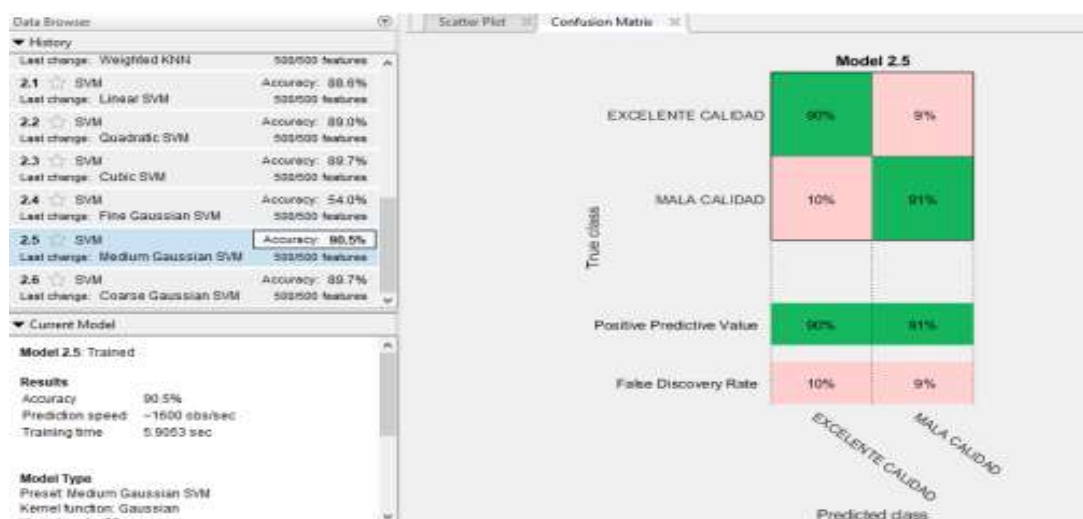 Data Browser
History
Last change: Weighted KNN 500/500 features
2.1 SVM Accuracy: 88.6%
Last change: Linear SVM 500/500 features
2.2 SVM Accuracy: 89.0%
Last change: Quadratic SVM 500/500 features
2.3 SVM Accuracy: 89.7%
Last change: Cubic SVM 500/500 features
2.4 SVM Accuracy: 54.0%
Last change: Fine Gaussian SVM 500/500 features
2.5 SVM Accuracy: 90.5%
Last change: Medium Gaussian SVM 500/500 features
2.6 SVM Accuracy: 89.7%
Last change: Coarse Gaussian SVM 500/500 features
Current Model
Model 2.5: Trained
Results
Accuracy 90.5%
Prediction speed ~1600 obs/sec
Training time 5.9053 sec
Model Type
Preset: Medium Gaussian SVM
Kernel function: Gaussian
Scatter Plot Confusion Matrix
Model 2.5
EXCELENTE CALIDAD 90% 9%
MALA CALIDAD 10% 91%
True class
Positive Predictive Value 90% 91%
False Discovery Rate 10% 9%
EXCELENTE CALIDAD MALA CALIDAD
Predicted class